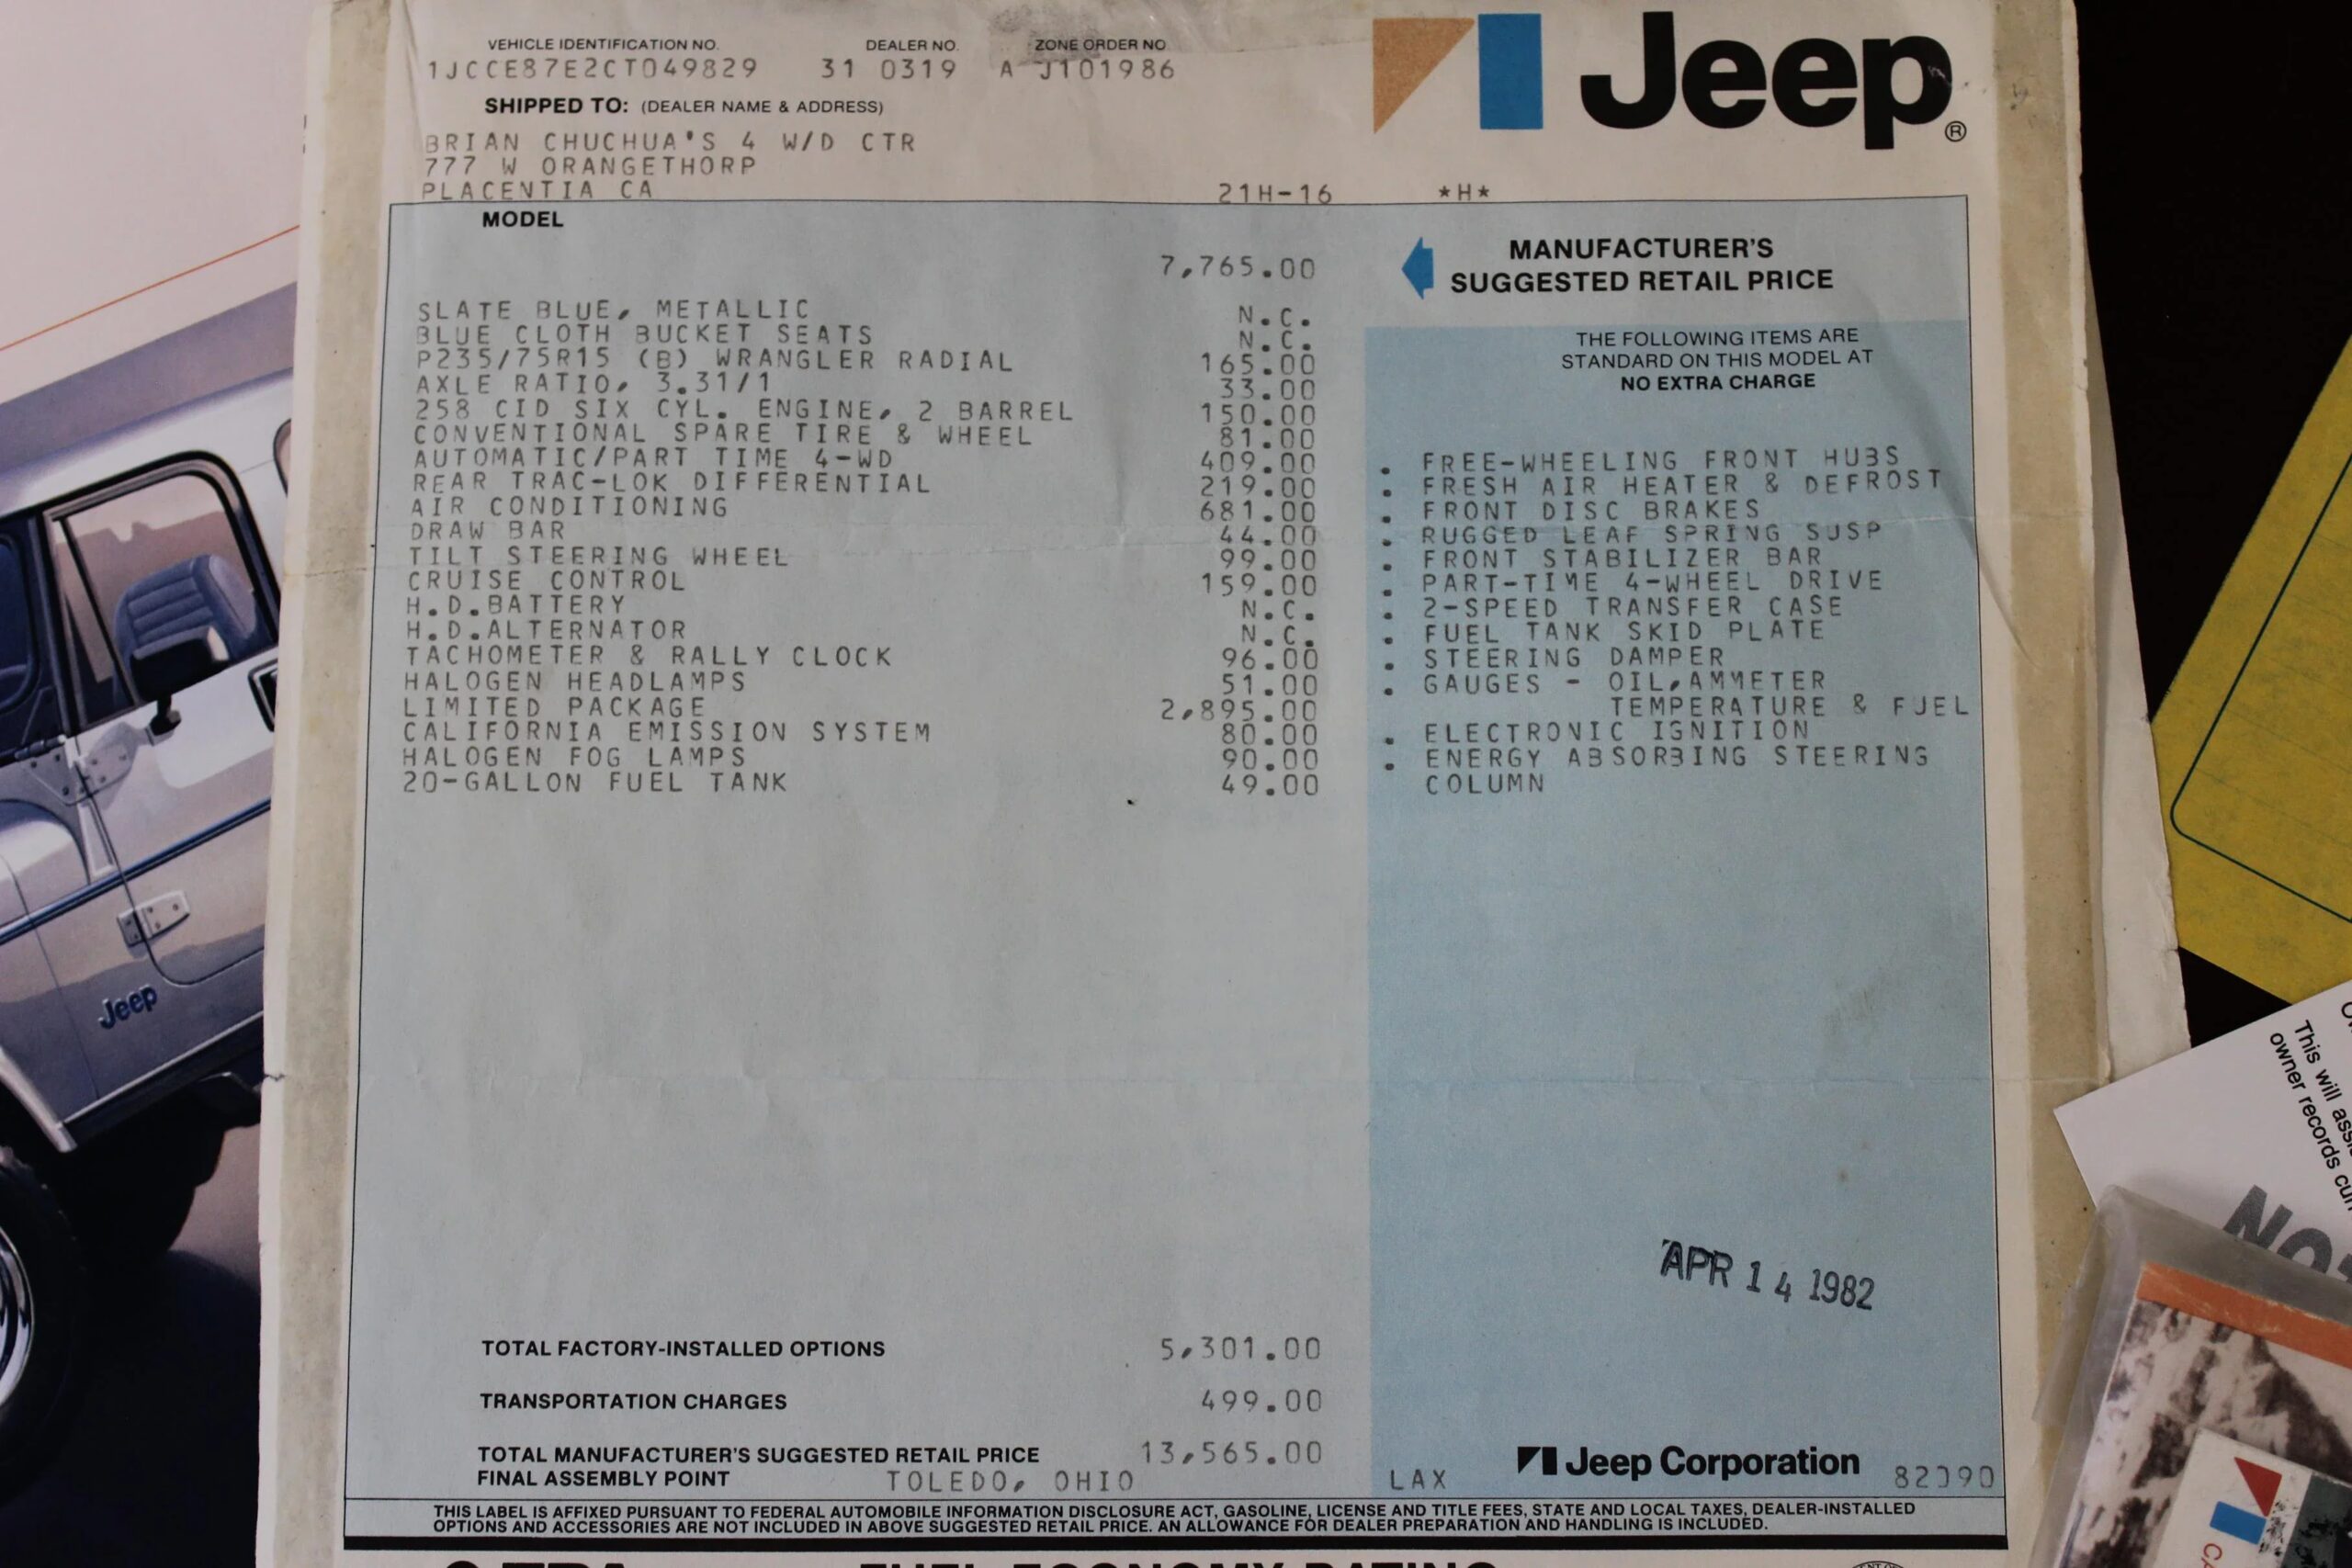 VEHICLE IDENTIFICATION NO. DEALER NO. ZONE ORDER NO
1JCCE87E2CT049829 31 0319 A J101986
SHIPPED TO: (DEALER NAME & ADDRESS)
BRIAN CHUCHUA'S 4 W/D CTR
777 W ORANGETHORP
PLACENTIA CA 21H-16 *H*
Jeep®
MODEL
7,765.00
MANUFACTURER'S
SUGGESTED RETAIL PRICE
SLATE BLUE, METALLIC N.C.
BLUE CLOTH BUCKET SEATS N.C.
P235/75R15 (B) WRANGLER RADIAL 165.00
AXLE RATIO, 3.31/1 33.00
258 CID SIX CYL. ENGINE, 2 BARREL 150.00
CONVENTIONAL SPARE TIRE & WHEEL 81.00
AUTOMATIC/PART TIME 4-WD 409.00
REAR TRAC-LOK DIFFERENTIAL 219.00
AIR CONDITIONING 681.00
DRAW BAR 44.00
TILT STEERING WHEEL 99.00
CRUISE CONTROL 159.00
H.D.BATTERY N.C.
H.D.ALTERNATOR N.C.
TACHOMETER & RALLY CLOCK 96.00
HALOGEN HEADLAMPS 51.00
LIMITED PACKAGE 2,895.00
CALIFORNIA EMISSION SYSTEM 80.00
HALOGEN FOG LAMPS 90.00
20-GALLON FUEL TANK 49.00
THE FOLLOWING ITEMS ARE
STANDARD ON THIS MODEL AT
NO EXTRA CHARGE
. FREE-WHEELING FRONT HUBS
. FRESH AIR HEATER & DEFROST
. FRONT DISC BRAKES
. RUGGED LEAF SPRING SUSP
. FRONT STABILIZER BAR
. PART-TIME 4-WHEEL DRIVE
. 2-SPEED TRANSFER CASE
. FUEL TANK SKID PLATE
. STEERING DAMPER
. GAUGES - OIL,AMMETER
TEMPERATURE & FUEL
. ELECTRONIC IGNITION
. ENERGY ABSORBING STEERING
COLUMN
APR 14 1982
TOTAL FACTORY-INSTALLED OPTIONS 5,301.00
TRANSPORTATION CHARGES 499.00
TOTAL MANUFACTURER'S SUGGESTED RETAIL PRICE 13,565.00
FINAL ASSEMBLY POINT TOLEDO, OHIO
LAX
Jeep Corporation 82090
THIS LABEL IS AFFIXED PURSUANT TO FEDERAL AUTOMOBILE INFORMATION DISCLOSURE ACT, GASOLINE, LICENSE AND TITLE FEES, STATE AND LOCAL TAXES, DEALER-INSTALLED
OPTIONS AND ACCESSORIES ARE NOT INCLUDED IN ABOVE SUGGESTED RETAIL PRICE. AN ALLOWANCE FOR DEALER PREPARATION AND HANDLING IS INCLUDED.
FUEL ECONOMY RATING
Jeep
This will
owner records